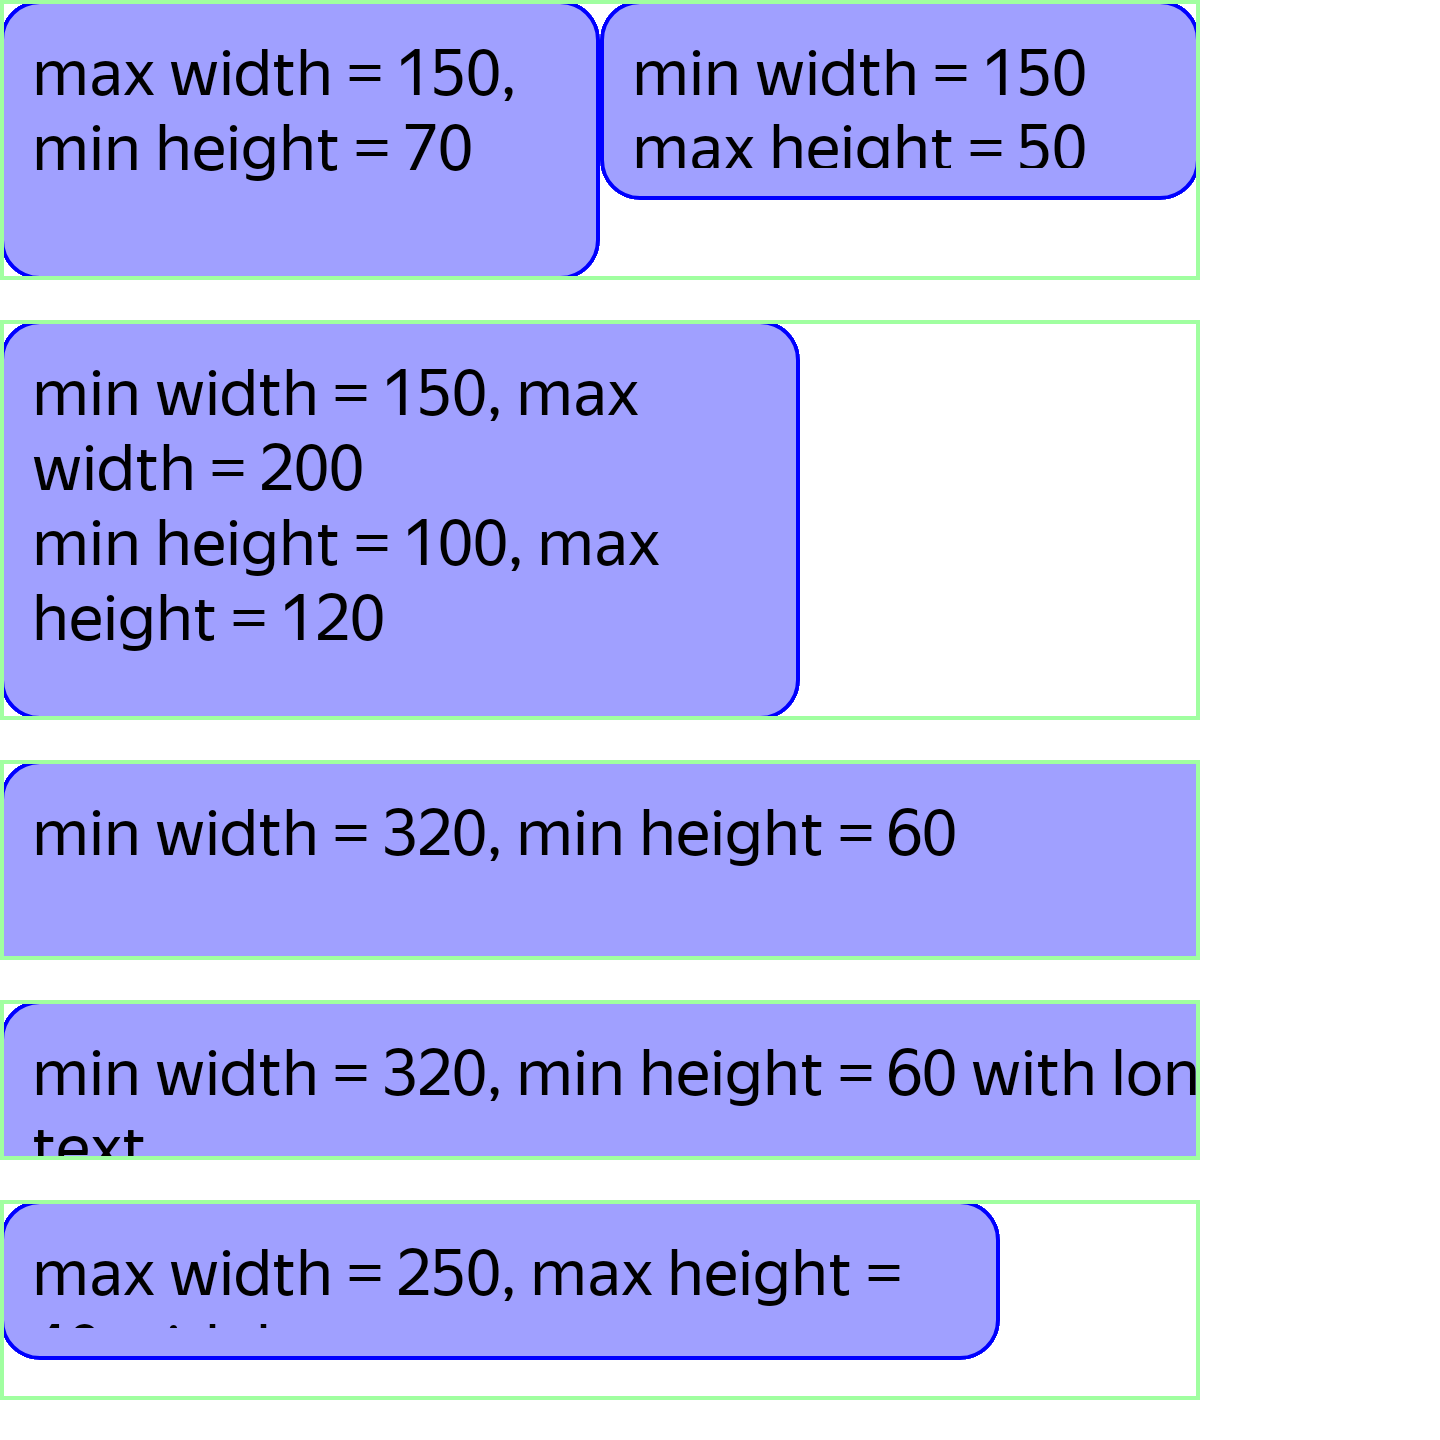 max width = 150,
min height = 70
min width = 150
max height = 50
min width = 150, max
width = 200
min height = 100, max
height = 120
min width = 320, min height = 60
min width = 320, min height = 60 with lon
text
max width = 250, max height =